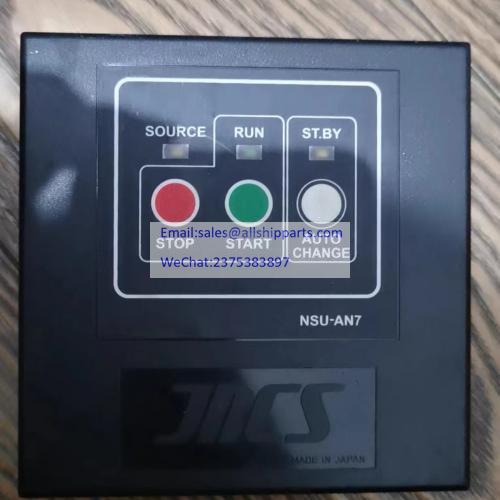 SOURCE RUN ST.BY
Email:sales@allshipparts.com
STOP START AUTO CHANGE
WeChat:2375383897
NSU-AN7
JRCS
MADE IN JAPAN